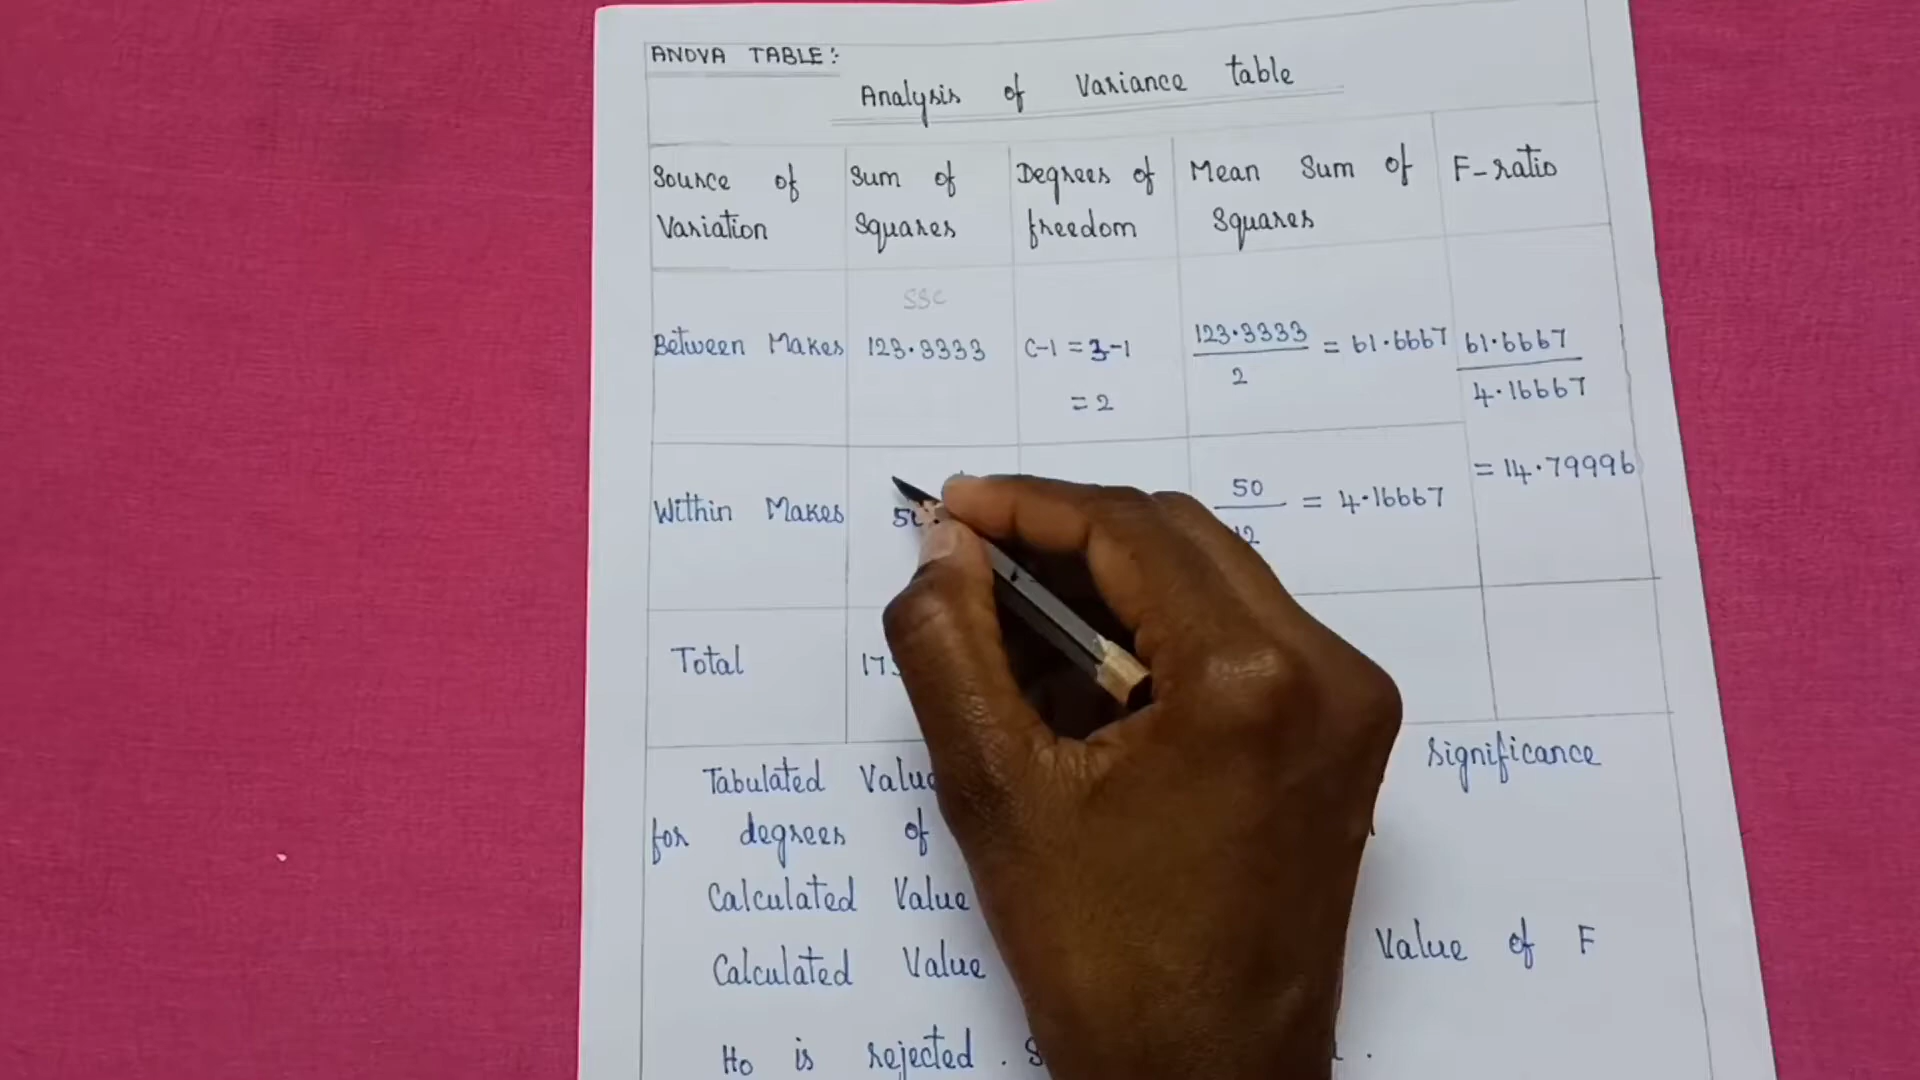 ANOVA TABLE:
Analysis of Variance table
Source of Variation
Sum of Squares
Degrees of freedom
Mean Sum of Squares
F-ratio
SSC
Between Makes
123.3333
C-1 = 3-1
= 2
123.3333
2
= 61.6667
61.6667
4.16667
= 14.79996
Within Makes
50
12
= 4.16667
Total
Tabulated Value
significance
for degrees of
Calculated Value
Calculated Value
Value of F
Ho is rejected.